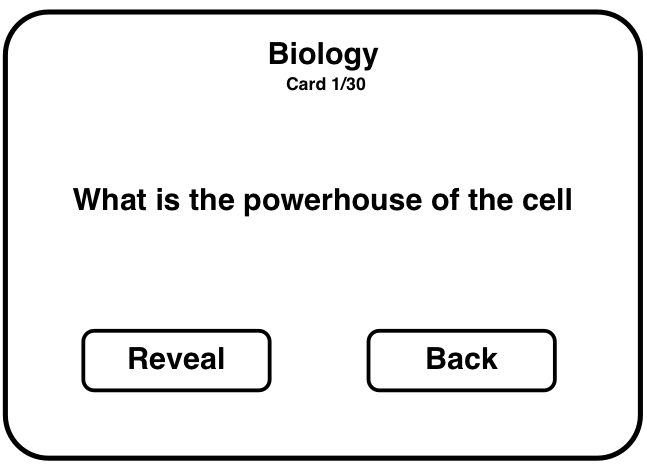 Biology
Card 1/30
What is the powerhouse of the cell
Reveal
Back